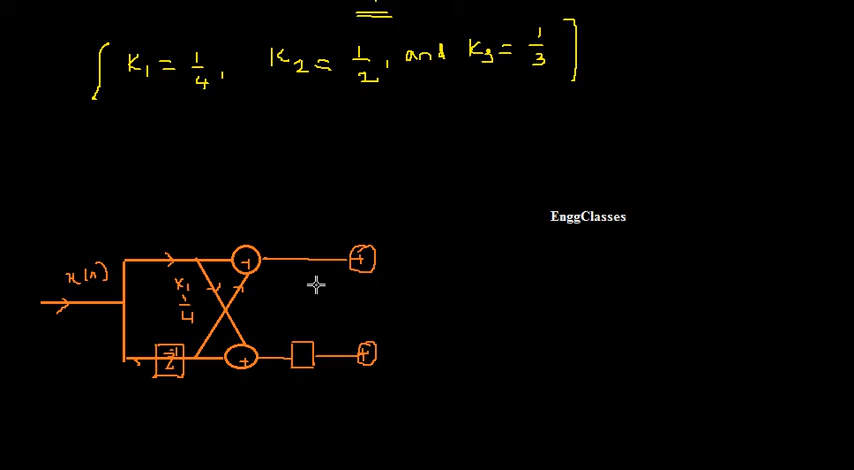 [ K1 = 1/4, K2 = 1/2, and K3 = 1/3 ]
EnggClasses
x[n]
+
+
K1
1/4
z^-1
+
+